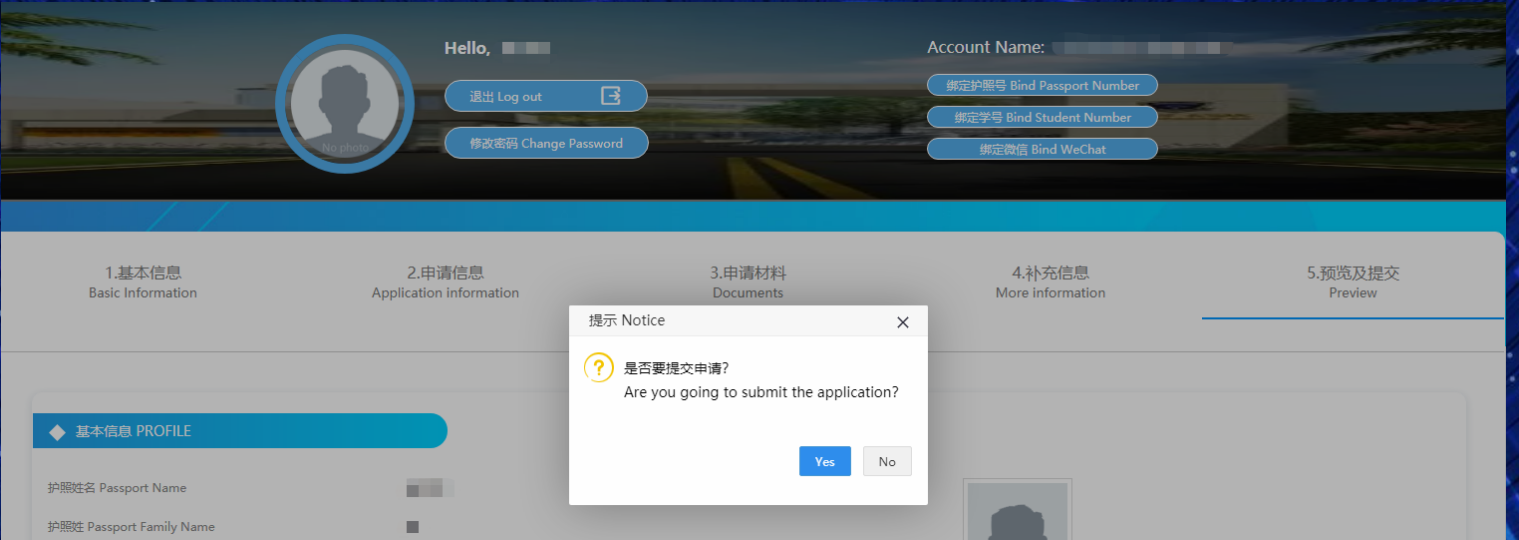 Hello,
退出 Log out
修改密码 Change Password
No photo
Account Name:
绑定护照号 Bind Passport Number
绑定学号 Bind Student Number
绑定微信 Bind WeChat
1.基本信息
Basic Information
2.申请信息
Application information
3.申请材料
Documents
4.补充信息
More information
5.预览及提交
Preview
提示 Notice
是否要提交申请?
Are you going to submit the application?
Yes
No
基本信息 PROFILE
护照姓名 Passport Name
护照姓 Passport Family Name